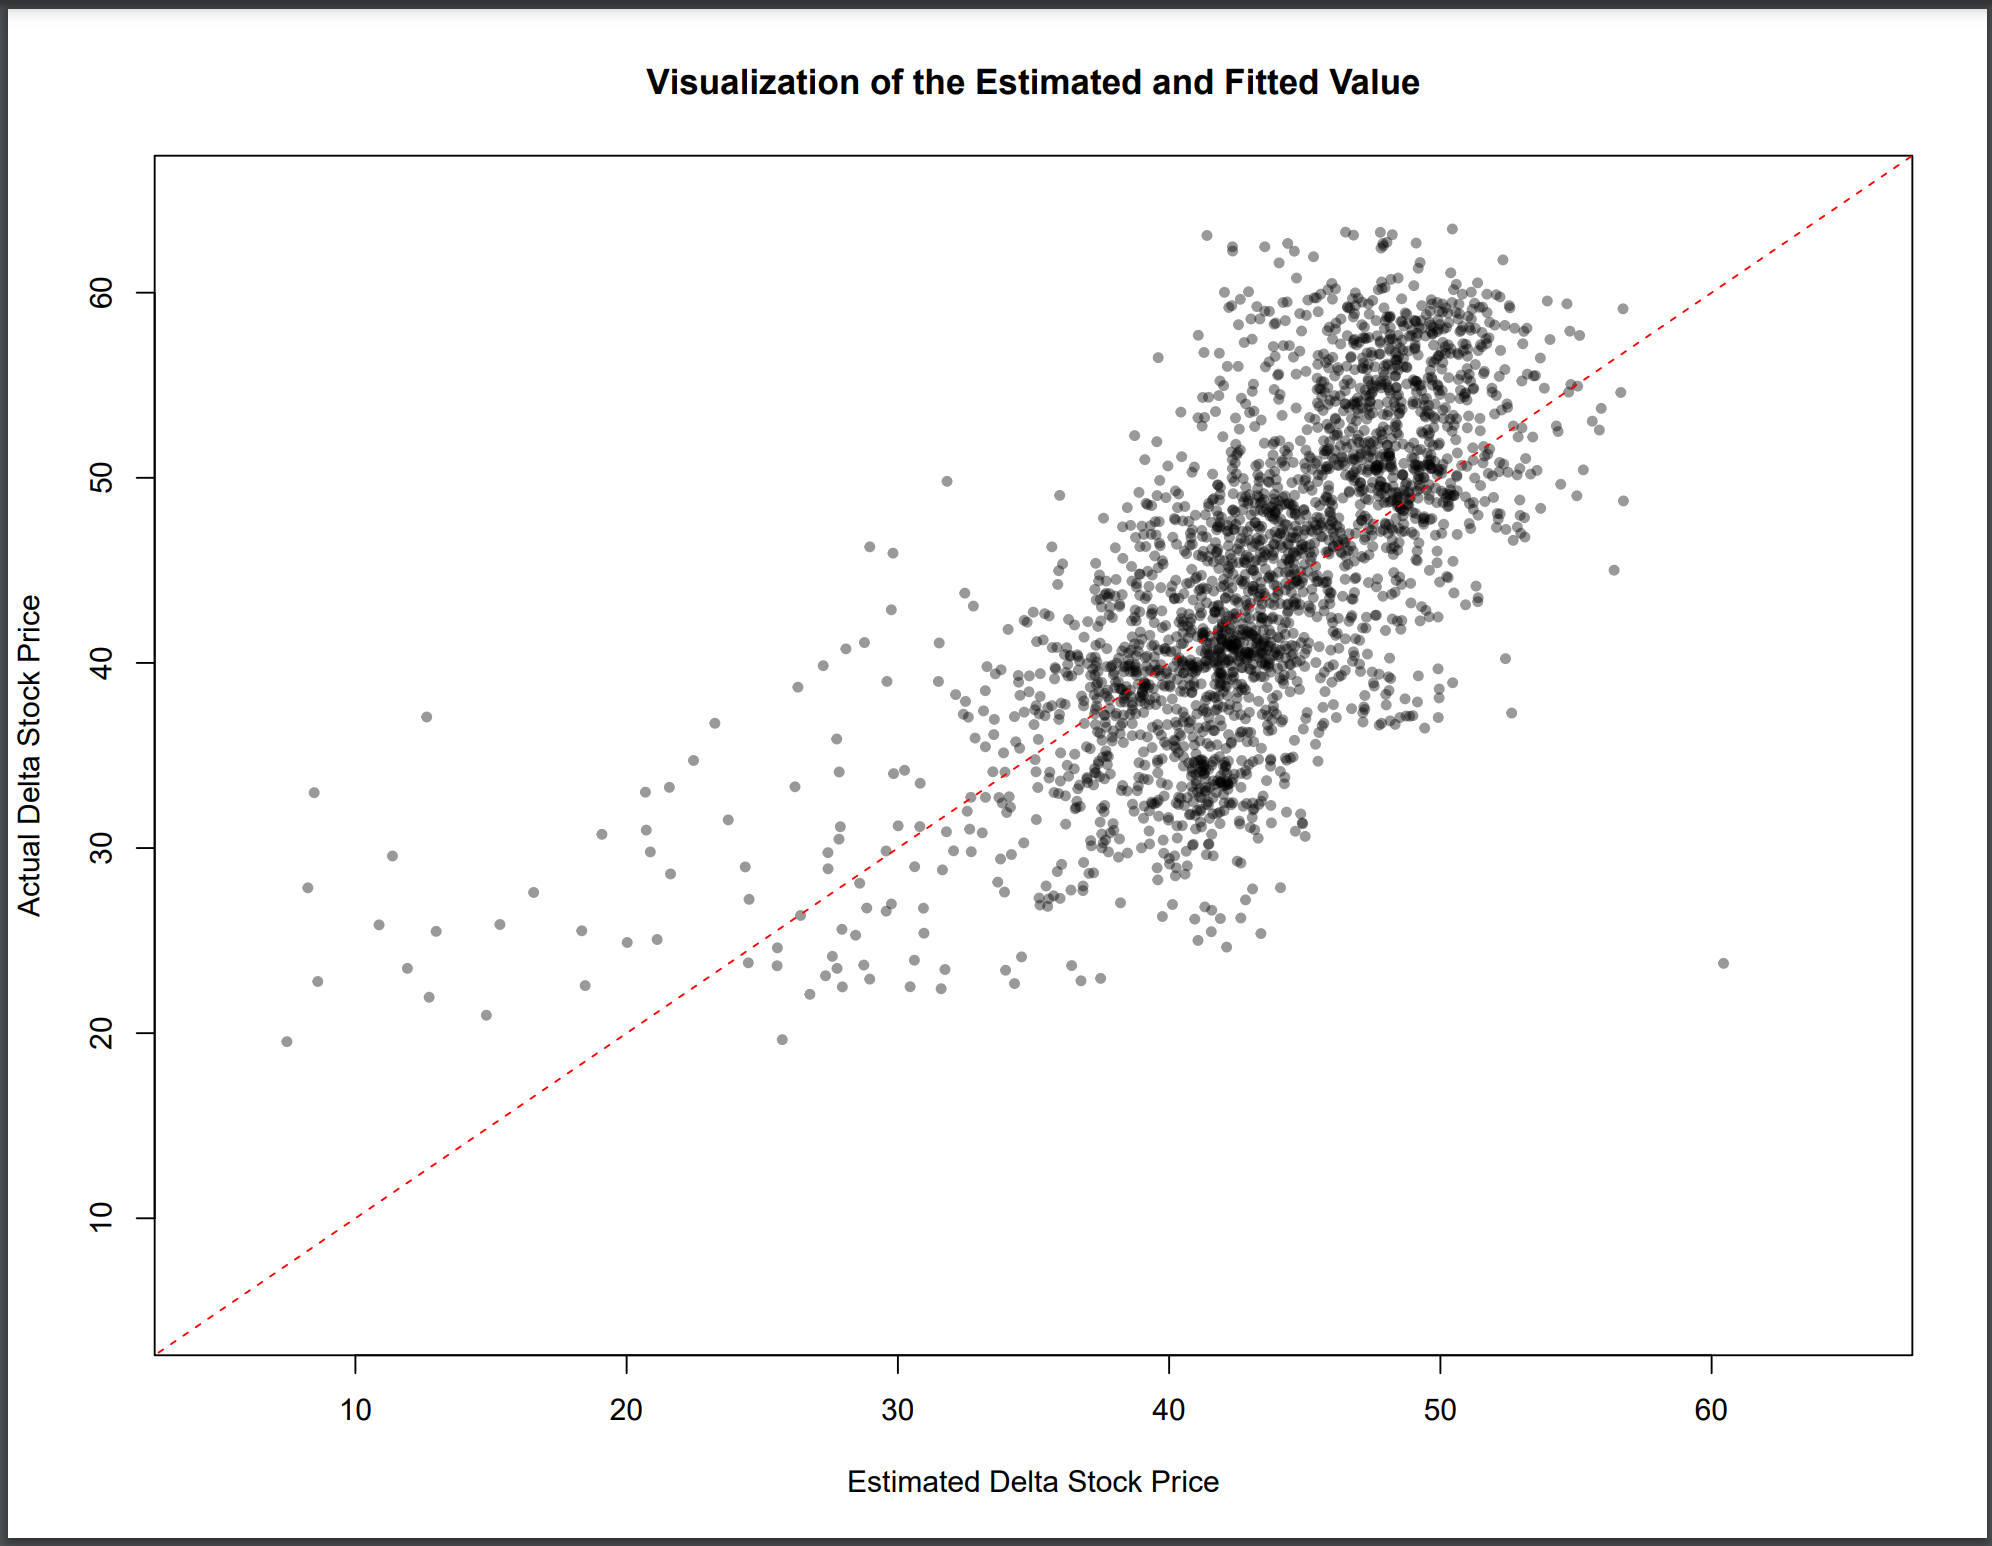 Visualization of the Estimated and Fitted Value
Actual Delta Stock Price
60
50
40
30
20
10
10 20 30 40 50 60
Estimated Delta Stock Price